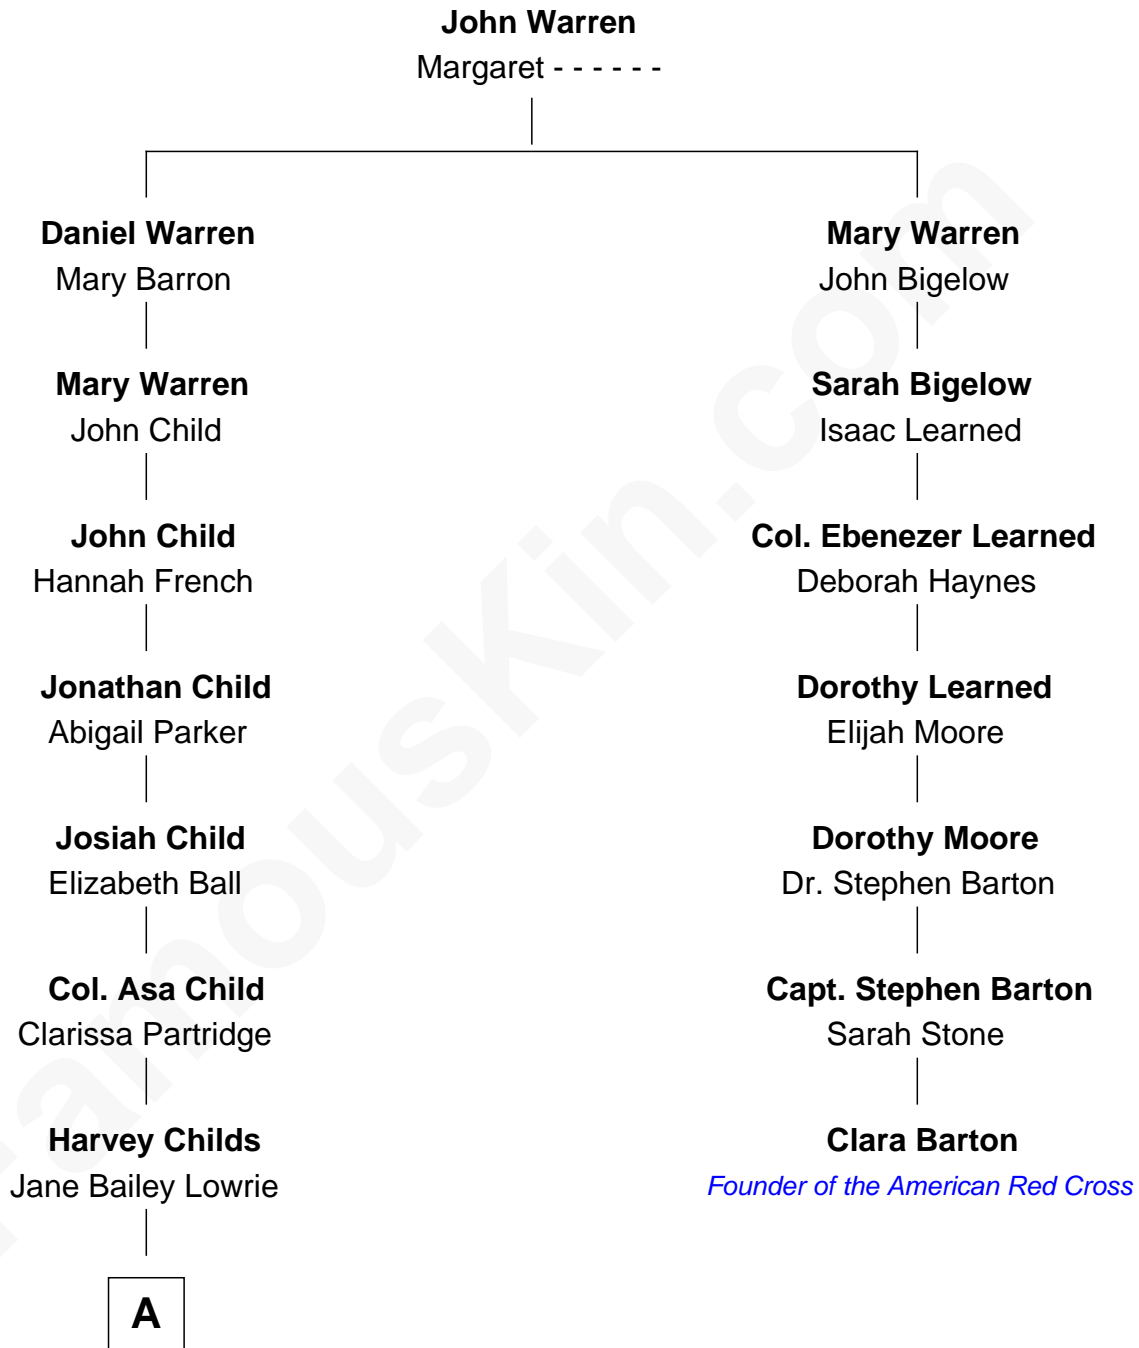 John Warren
Margaret - - - - - -
Daniel Warren
Mary Barron
Mary Warren
John Bigelow
Mary Warren
John Child
Sarah Bigelow
Isaac Learned
John Child
Hannah French
Col. Ebenezer Learned
Deborah Haynes
Jonathan Child
Abigail Parker
Dorothy Learned
Elijah Moore
Josiah Child
Elizabeth Ball
Dorothy Moore
Dr. Stephen Barton
Col. Asa Child
Clarissa Partridge
Capt. Stephen Barton
Sarah Stone
Harvey Childs
Jane Bailey Lowrie
Clara Barton
Founder of the American Red Cross
A
FamousKin.com